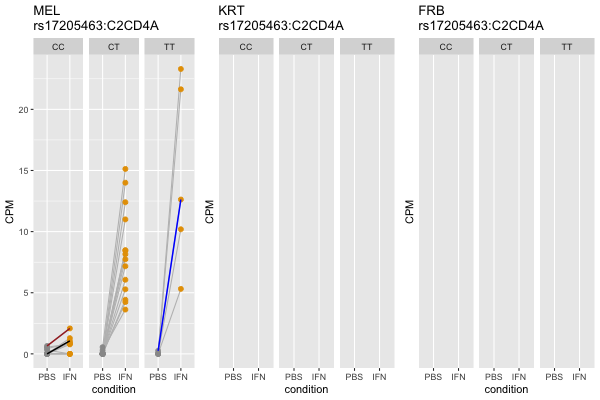 MEL
rs17205463:C2CD4A
CC CT TT
CPM
20
15
10
5
0
PBS IFN PBS IFN PBS IFN
condition
KRT
rs17205463:C2CD4A
CC CT TT
CPM
PBS IFN PBS IFN PBS IFN
condition
FRB
rs17205463:C2CD4A
CC CT TT
CPM
PBS IFN PBS IFN PBS IFN
condition